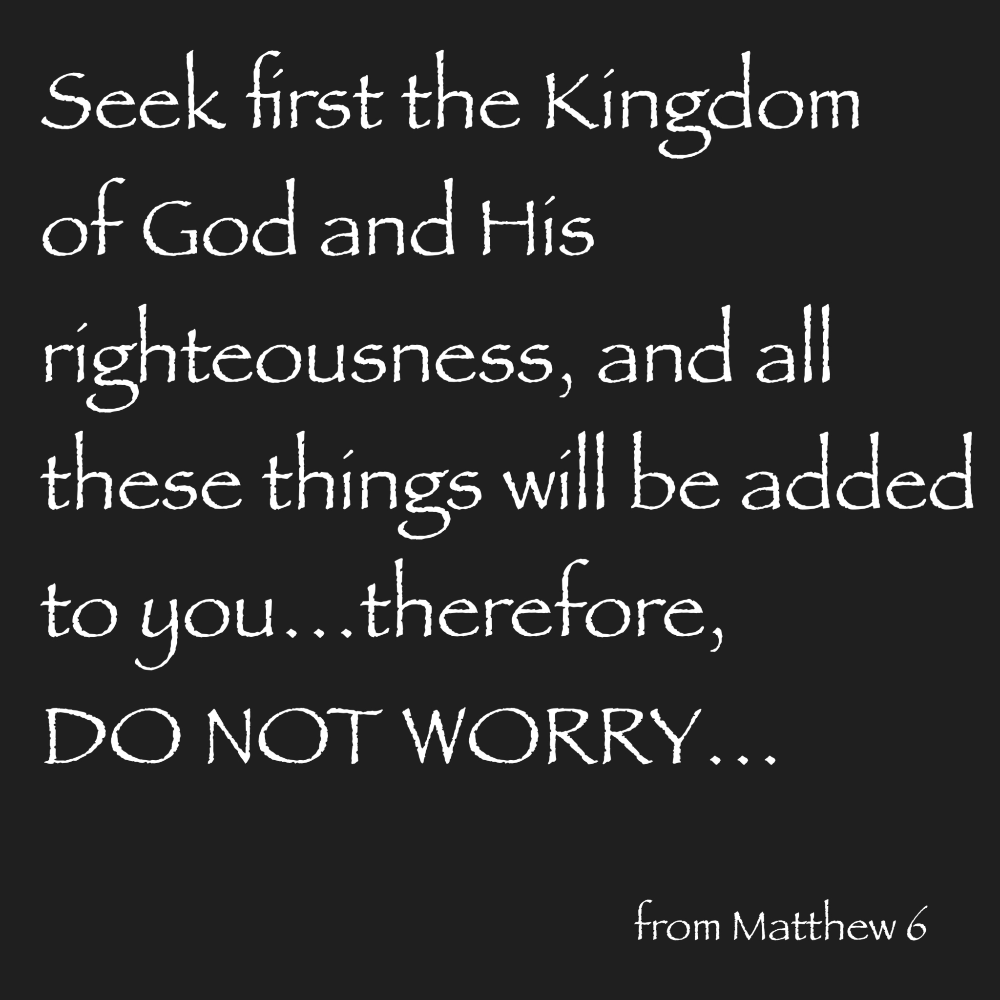 Seek first the Kingdom
of God and His
righteousness, and all
these things will be added
to you... therefore,
DO NOT WORRY...
from Matthew 6